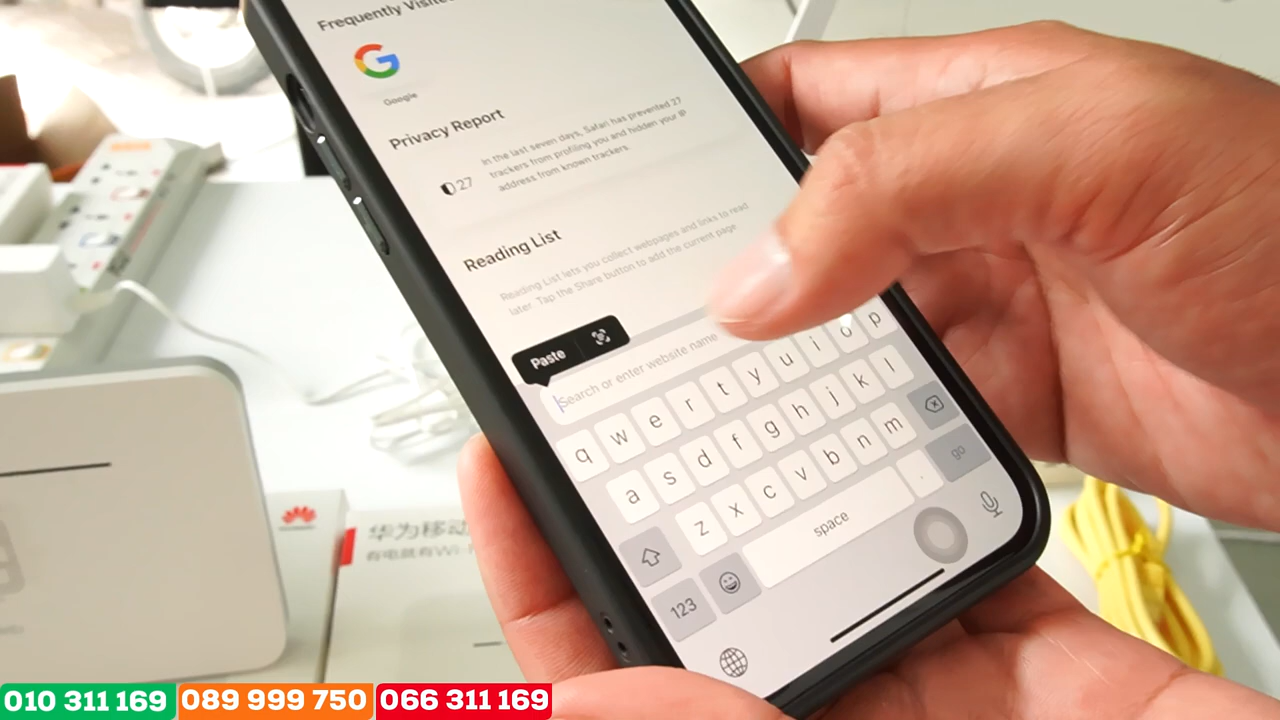 Frequently Visited
Google
Privacy Report
27
In the last seven days, Safari has prevented 27
trackers from profiling you and hidden your IP
address from known trackers.
Reading List
Reading List lets you collect webpages and links to read
later. Tap the Share button to add the current page
Paste
Search or enter website name
q w e r t y u i o p
a s d f g h j k l
z x c v b n m
123 space . go
华为移动
010 311 169 089 999 750 066 311 169